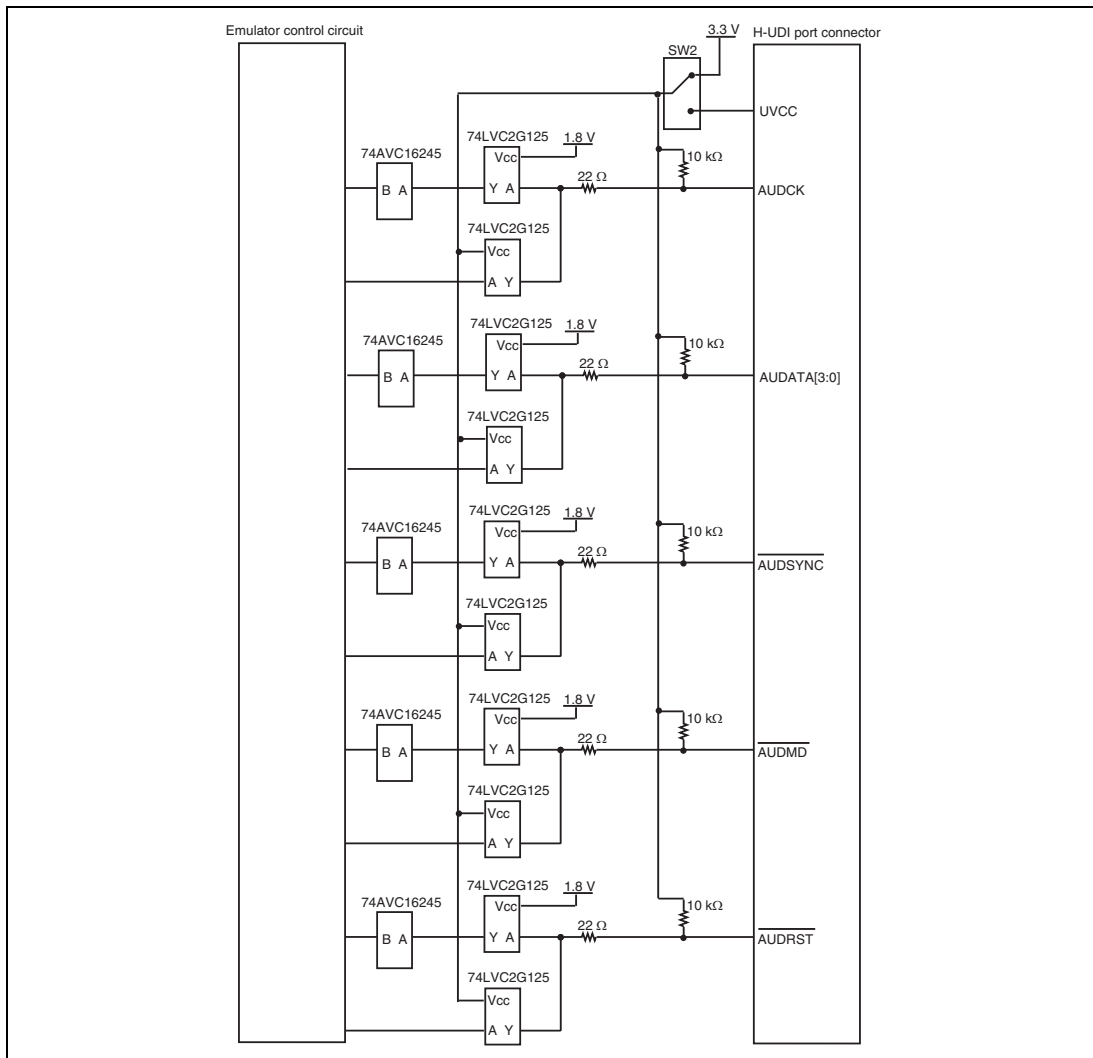 Emulator control circuit
3.3 V
H-UDI port connector
SW2
UVCC
74LVC2G125
1.8 V
74AVC16245
Vcc
10 kΩ
22 Ω
B A
Y A
AUDCK
74LVC2G125
Vcc
A Y
74LVC2G125
1.8 V
74AVC16245
Vcc
10 kΩ
22 Ω
B A
Y A
AUDATA[3:0]
74LVC2G125
Vcc
A Y
74LVC2G125
1.8 V
74AVC16245
Vcc
10 kΩ
22 Ω
B A
Y A
AUDSYNC
74LVC2G125
Vcc
A Y
74LVC2G125
1.8 V
74AVC16245
Vcc
10 kΩ
22 Ω
B A
Y A
AUDMD
74LVC2G125
Vcc
A Y
74LVC2G125
1.8 V
74AVC16245
Vcc
10 kΩ
22 Ω
B A
Y A
AUDRST
74LVC2G125
Vcc
A Y